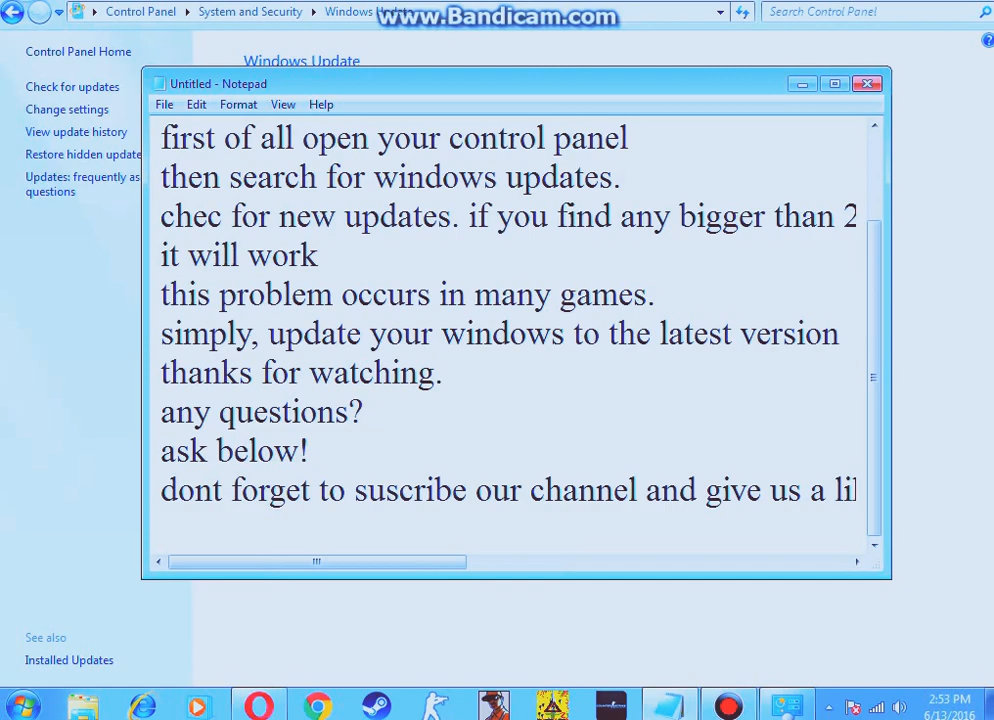 Control Panel
System and Security
Windows Update
www.Bandicam.com
Search Control Panel
Control Panel Home
Windows Update
Check for updates
Change settings
View update history
Restore hidden update
Updates: frequently as
questions
Untitled - Notepad
File Edit Format View Help
first of all open your control panel
then search for windows updates.
chec for new updates. if you find any bigger than 2
it will work
this problem occurs in many games.
simply, update your windows to the latest version
thanks for watching.
any questions?
ask below!
dont forget to suscribe our channel and give us a lil
See also
Installed Updates
2:53 PM
6/13/2016